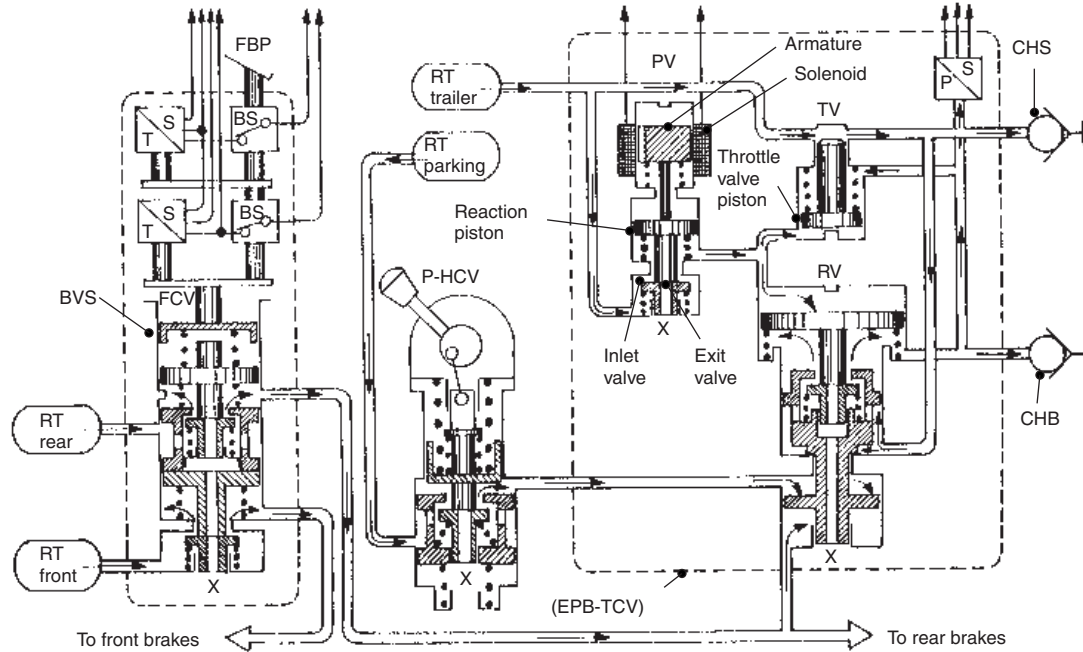 FBP
S
T
BS
S
T
BS
BVS
FCV
RT
rear
RT
front
X
To front brakes
RT
trailer
RT
parking
P-HCV
X
PV
Armature
Solenoid
Reaction
piston
Inlet
valve
Exit
valve
X
TV
Throttle
valve
piston
RV
X
S
P
CHS
CHB
(EPB-TCV)
To rear brakes